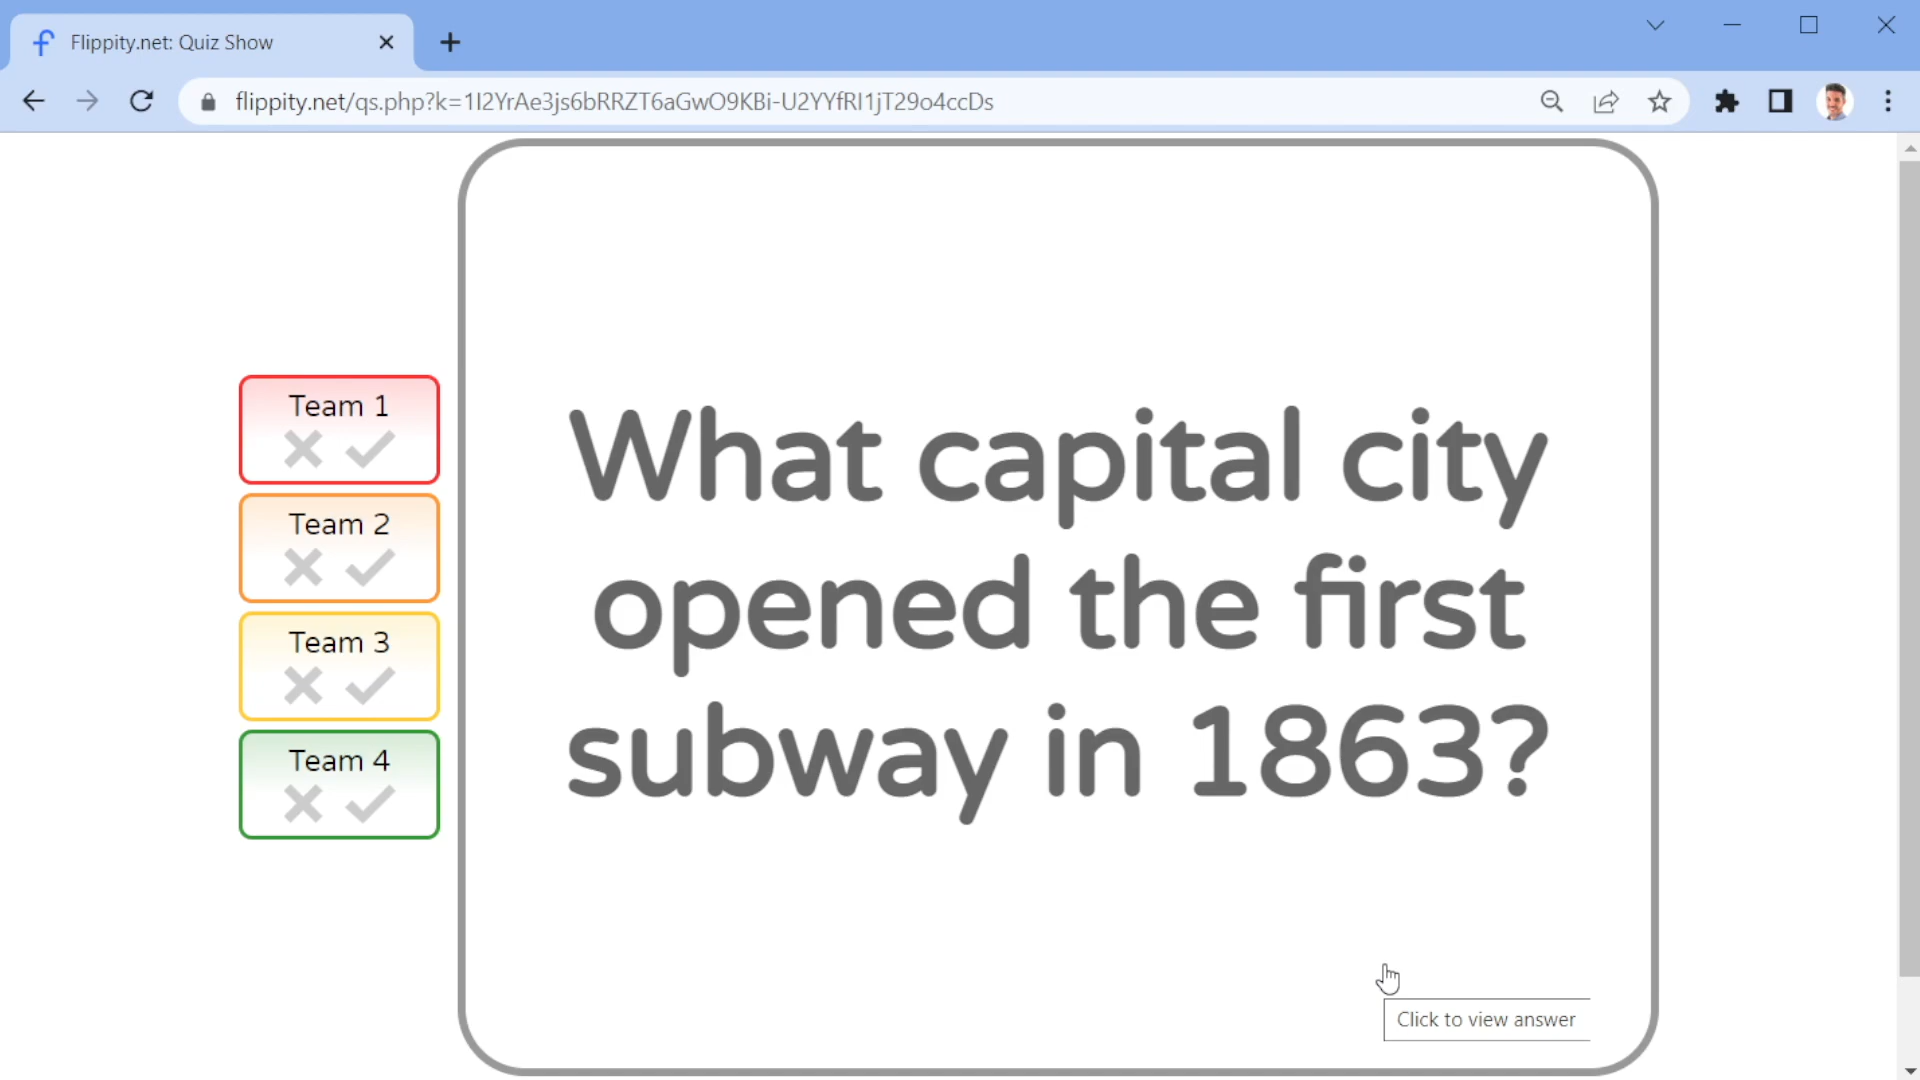 Flippity.net: Quiz Show
flippity.net/qs.php?k=1I2YrAe3js6bRRZT6aGwO9KBi-U2YYfRI1jT29o4ccDs
Team 1
Team 2
Team 3
Team 4
What capital city
opened the first
subway in 1863?
Click to view answer